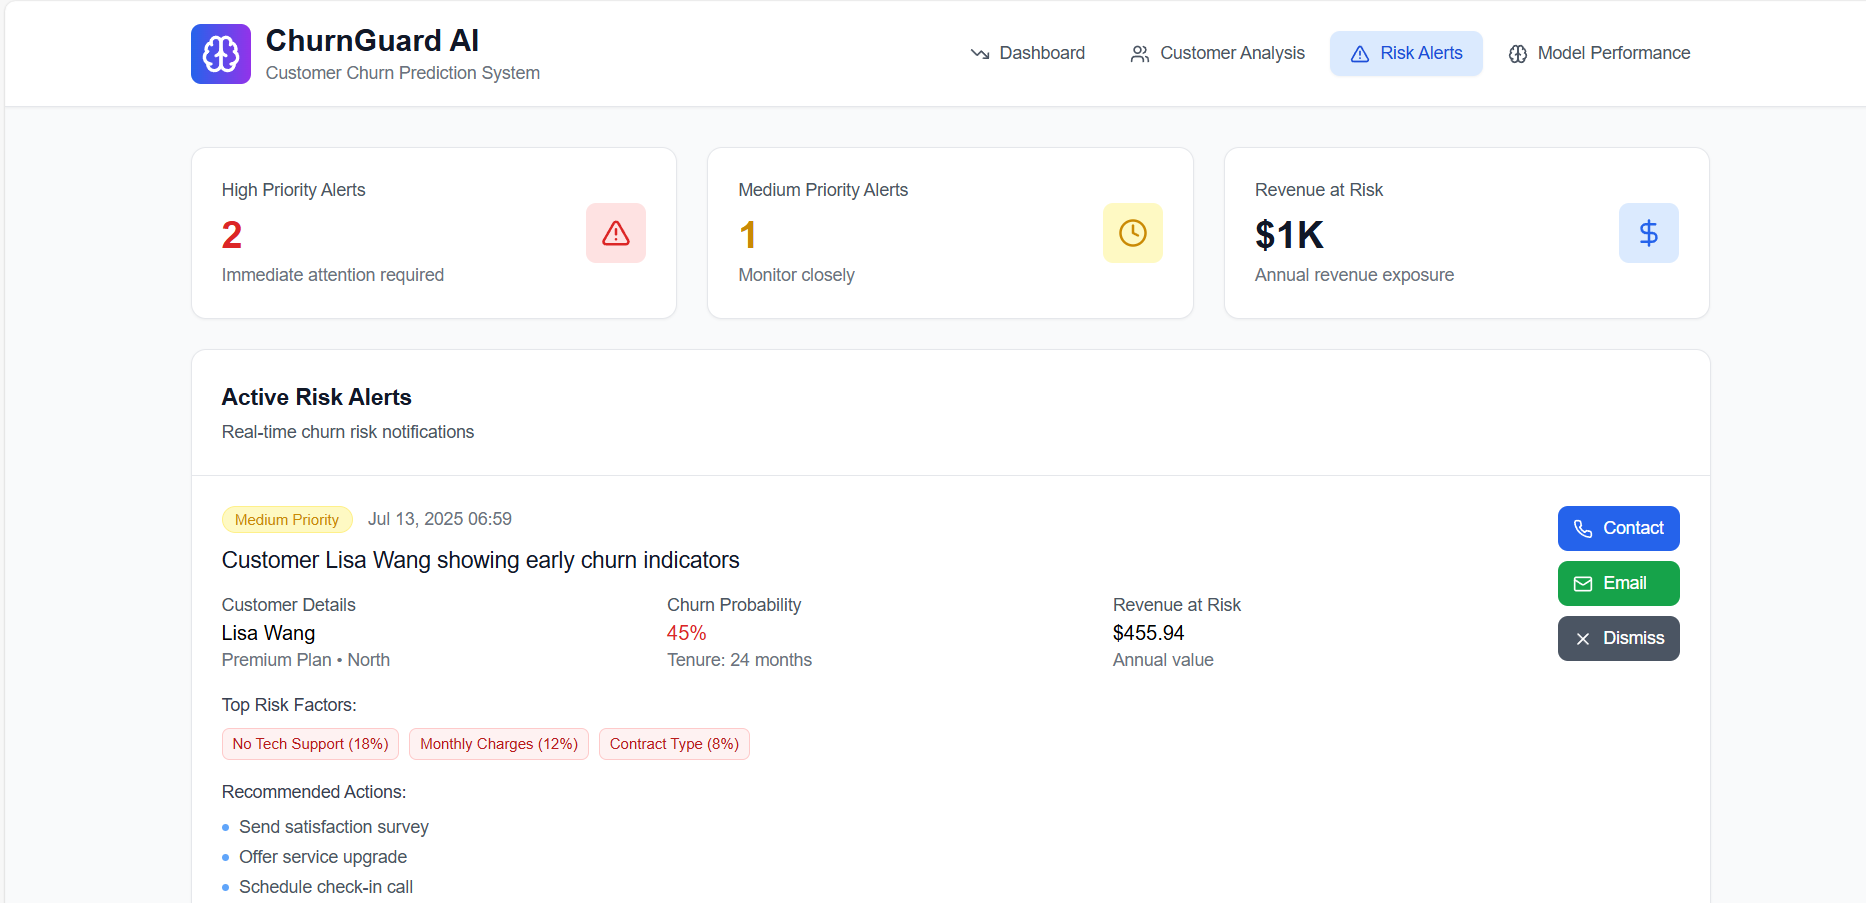 ChurnGuard AI
Customer Churn Prediction System
Dashboard
Customer Analysis
Risk Alerts
Model Performance
High Priority Alerts
2
Immediate attention required
Medium Priority Alerts
1
Monitor closely
Revenue at Risk
$1K
Annual revenue exposure
Active Risk Alerts
Real-time churn risk notifications
Medium Priority Jul 13, 2025 06:59
Customer Lisa Wang showing early churn indicators
Customer Details
Lisa Wang
Premium Plan • North
Churn Probability
45%
Tenure: 24 months
Revenue at Risk
$455.94
Annual value
Contact
Email
Dismiss
Top Risk Factors:
No Tech Support (18%) Monthly Charges (12%) Contract Type (8%)
Recommended Actions:
• Send satisfaction survey
• Offer service upgrade
• Schedule check-in call